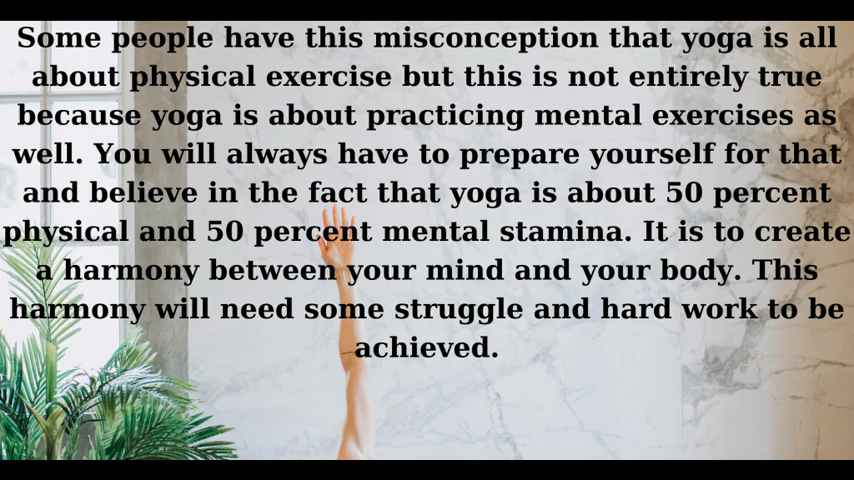 Some people have this misconception that yoga is all
about physical exercise but this is not entirely true
because yoga is about practicing mental exercises as
well. You will always have to prepare yourself for that
and believe in the fact that yoga is about 50 percent
physical and 50 percent mental stamina. It is to create
a harmony between your mind and your body. This
harmony will need some struggle and hard work to be
achieved.